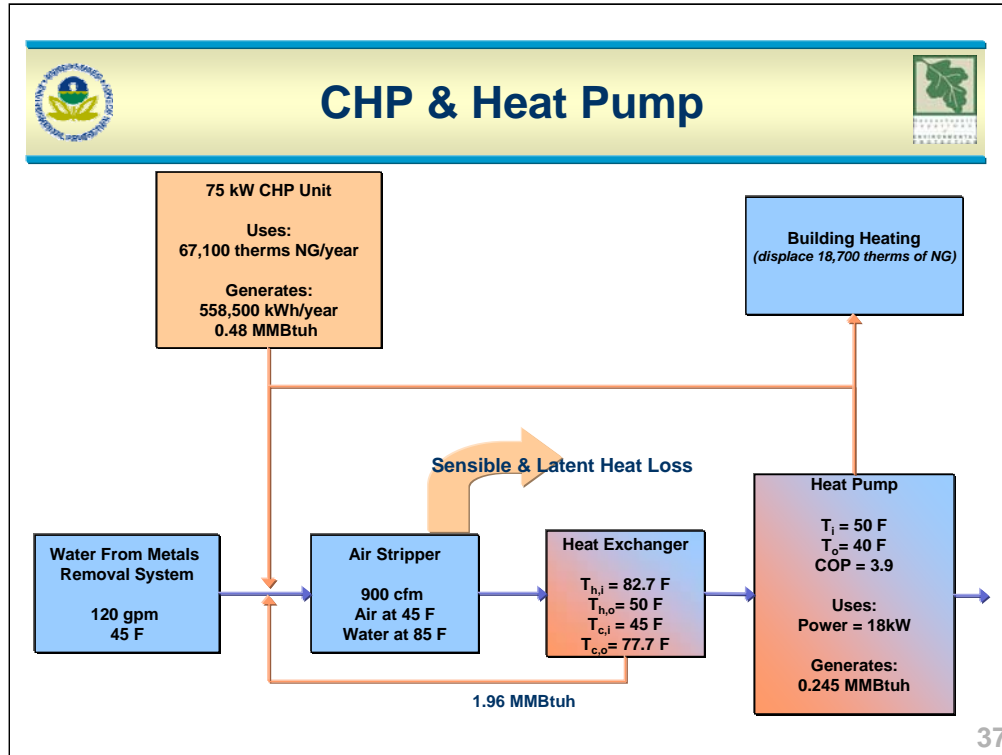 CHP & Heat Pump
75 kW CHP Unit
Uses:
67,100 therms NG/year
Generates:
558,500 kWh/year
0.48 MMBtuh
Building Heating
(displace 18,700 therms of NG)
Sensible & Latent Heat Loss
Water From Metals
Removal System
120 gpm
45 F
Air Stripper
900 cfm
Air at 45 F
Water at 85 F
Heat Exchanger
Th,i = 82.7 F
Th,o= 50 F
Tc,i = 45 F
Tc,o= 77.7 F
Heat Pump
Ti = 50 F
To= 40 F
COP = 3.9
Uses:
Power = 18kW
Generates:
0.245 MMBtuh
1.96 MMBtuh
37